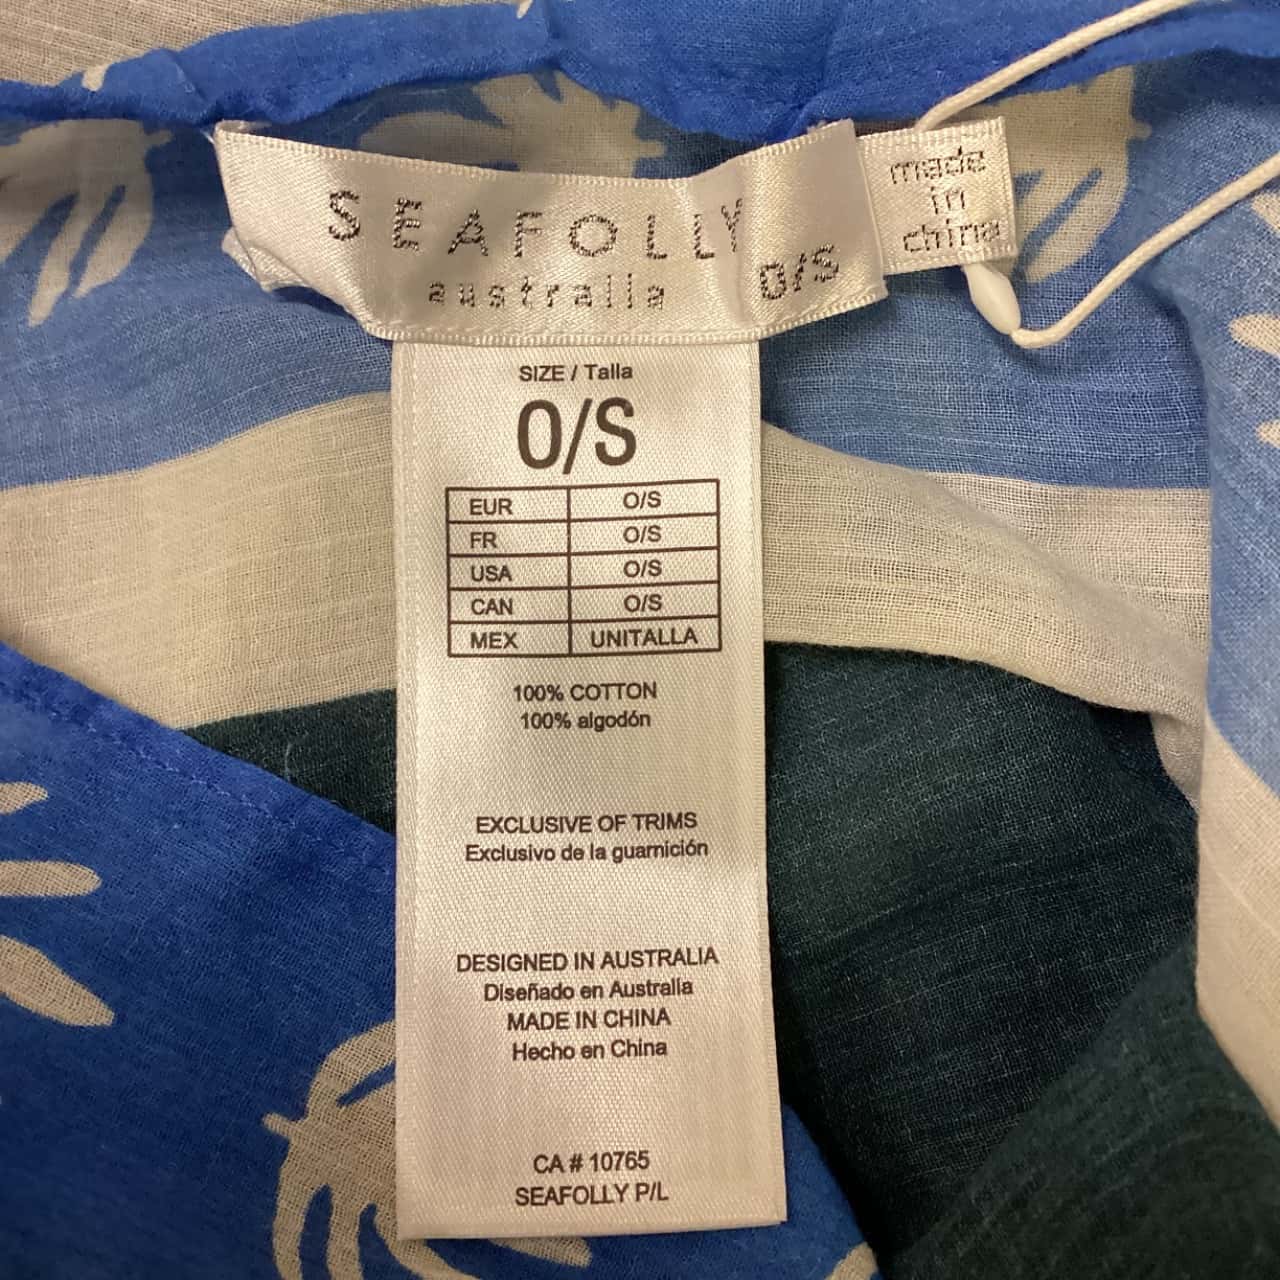 SEAFOLLY
australia
O/S
made
in
china
SIZE / Talla
O/S
EUR O/S
FR O/S
USA O/S
CAN O/S
MEX UNITALLA
100% COTTON
100% algodón
EXCLUSIVE OF TRIMS
Exclusivo de la guarnición
DESIGNED IN AUSTRALIA
Diseñado en Australia
MADE IN CHINA
Hecho en China
CA # 10765
SEAFOLLY P/L